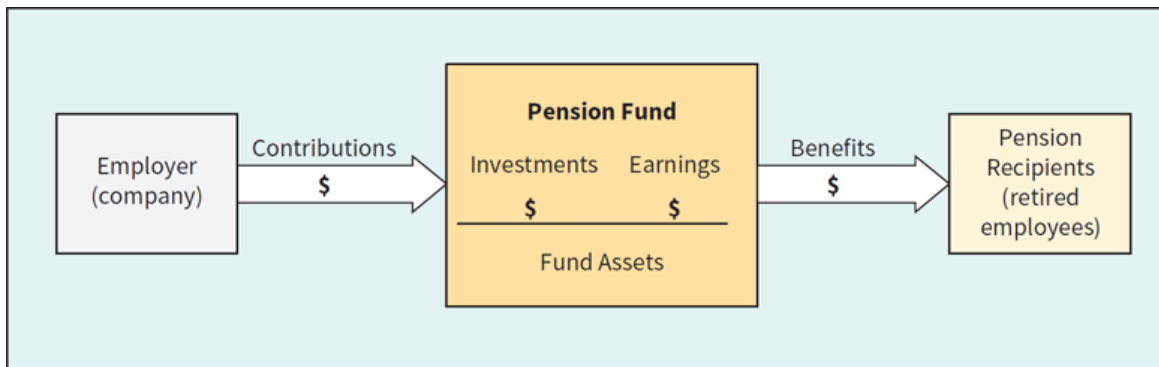 Employer
(company)
Contributions
$
Pension Fund
Investments Earnings
$ $
Fund Assets
Benefits
$
Pension
Recipients
(retired
employees)